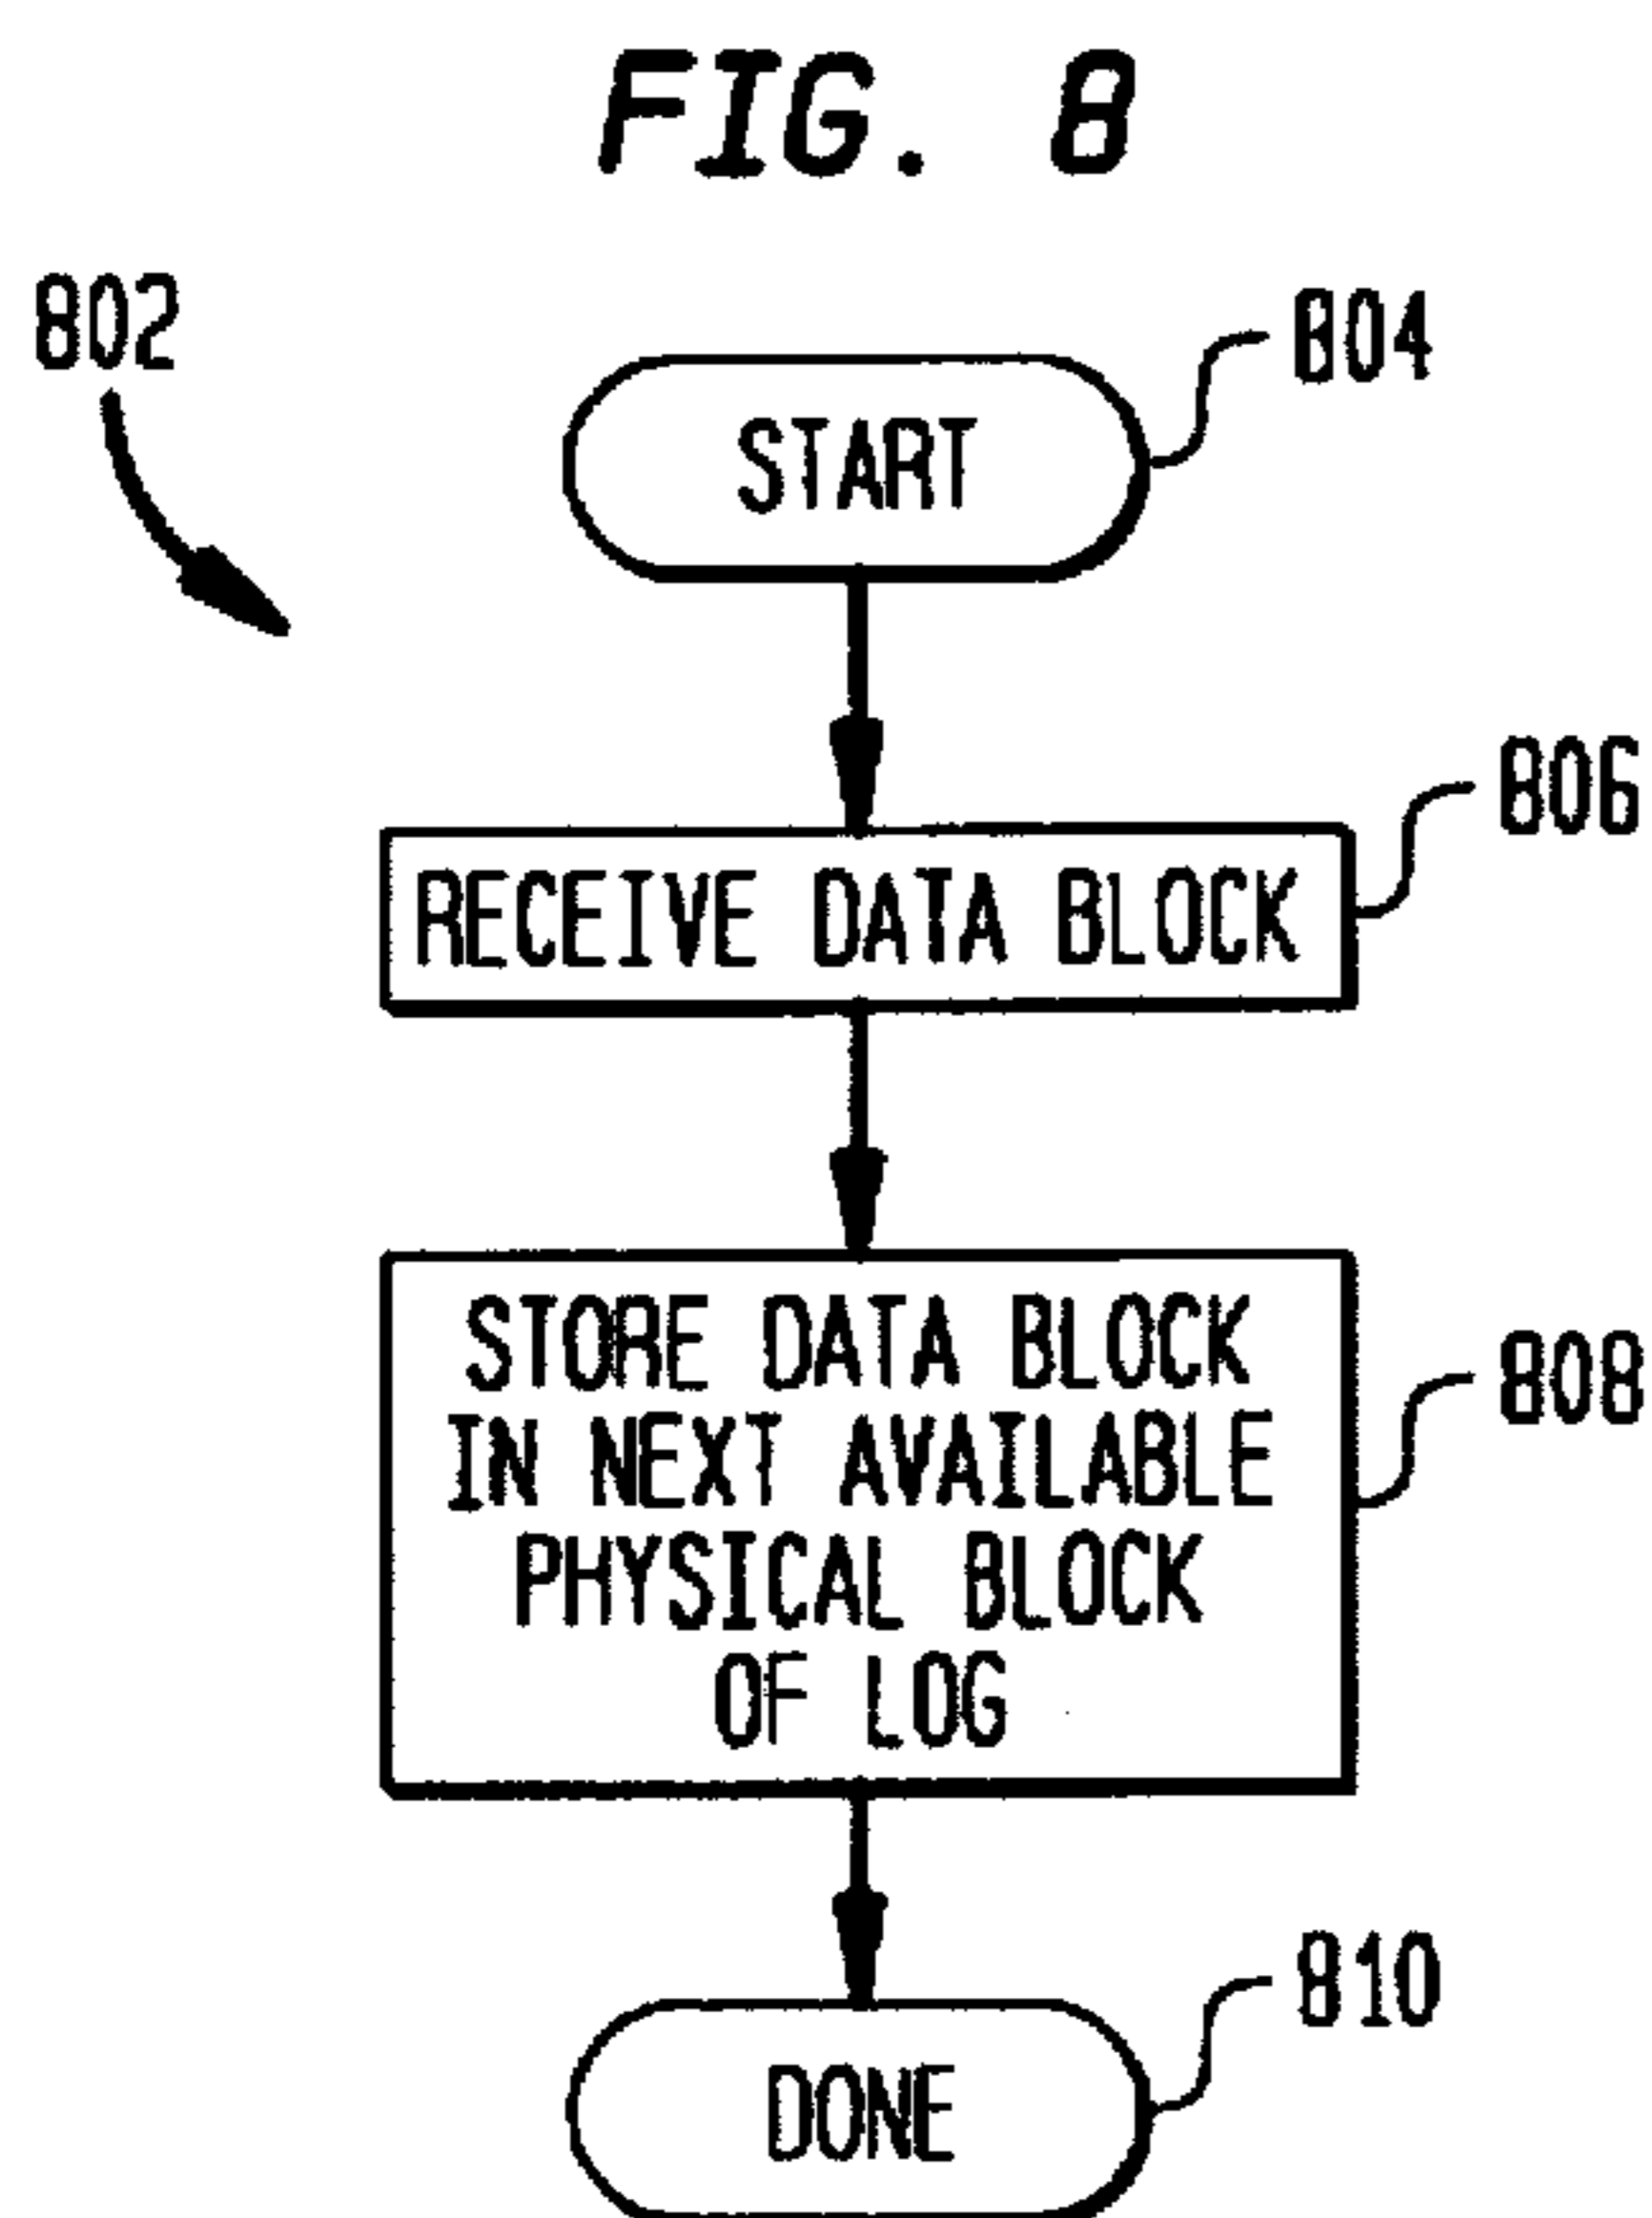 FIG. 8
802
804
START
806
RECEIVE DATA BLOCK
808
STORE DATA BLOCK
IN NEXT AVAILABLE
PHYSICAL BLOCK
OF LOG
810
DONE